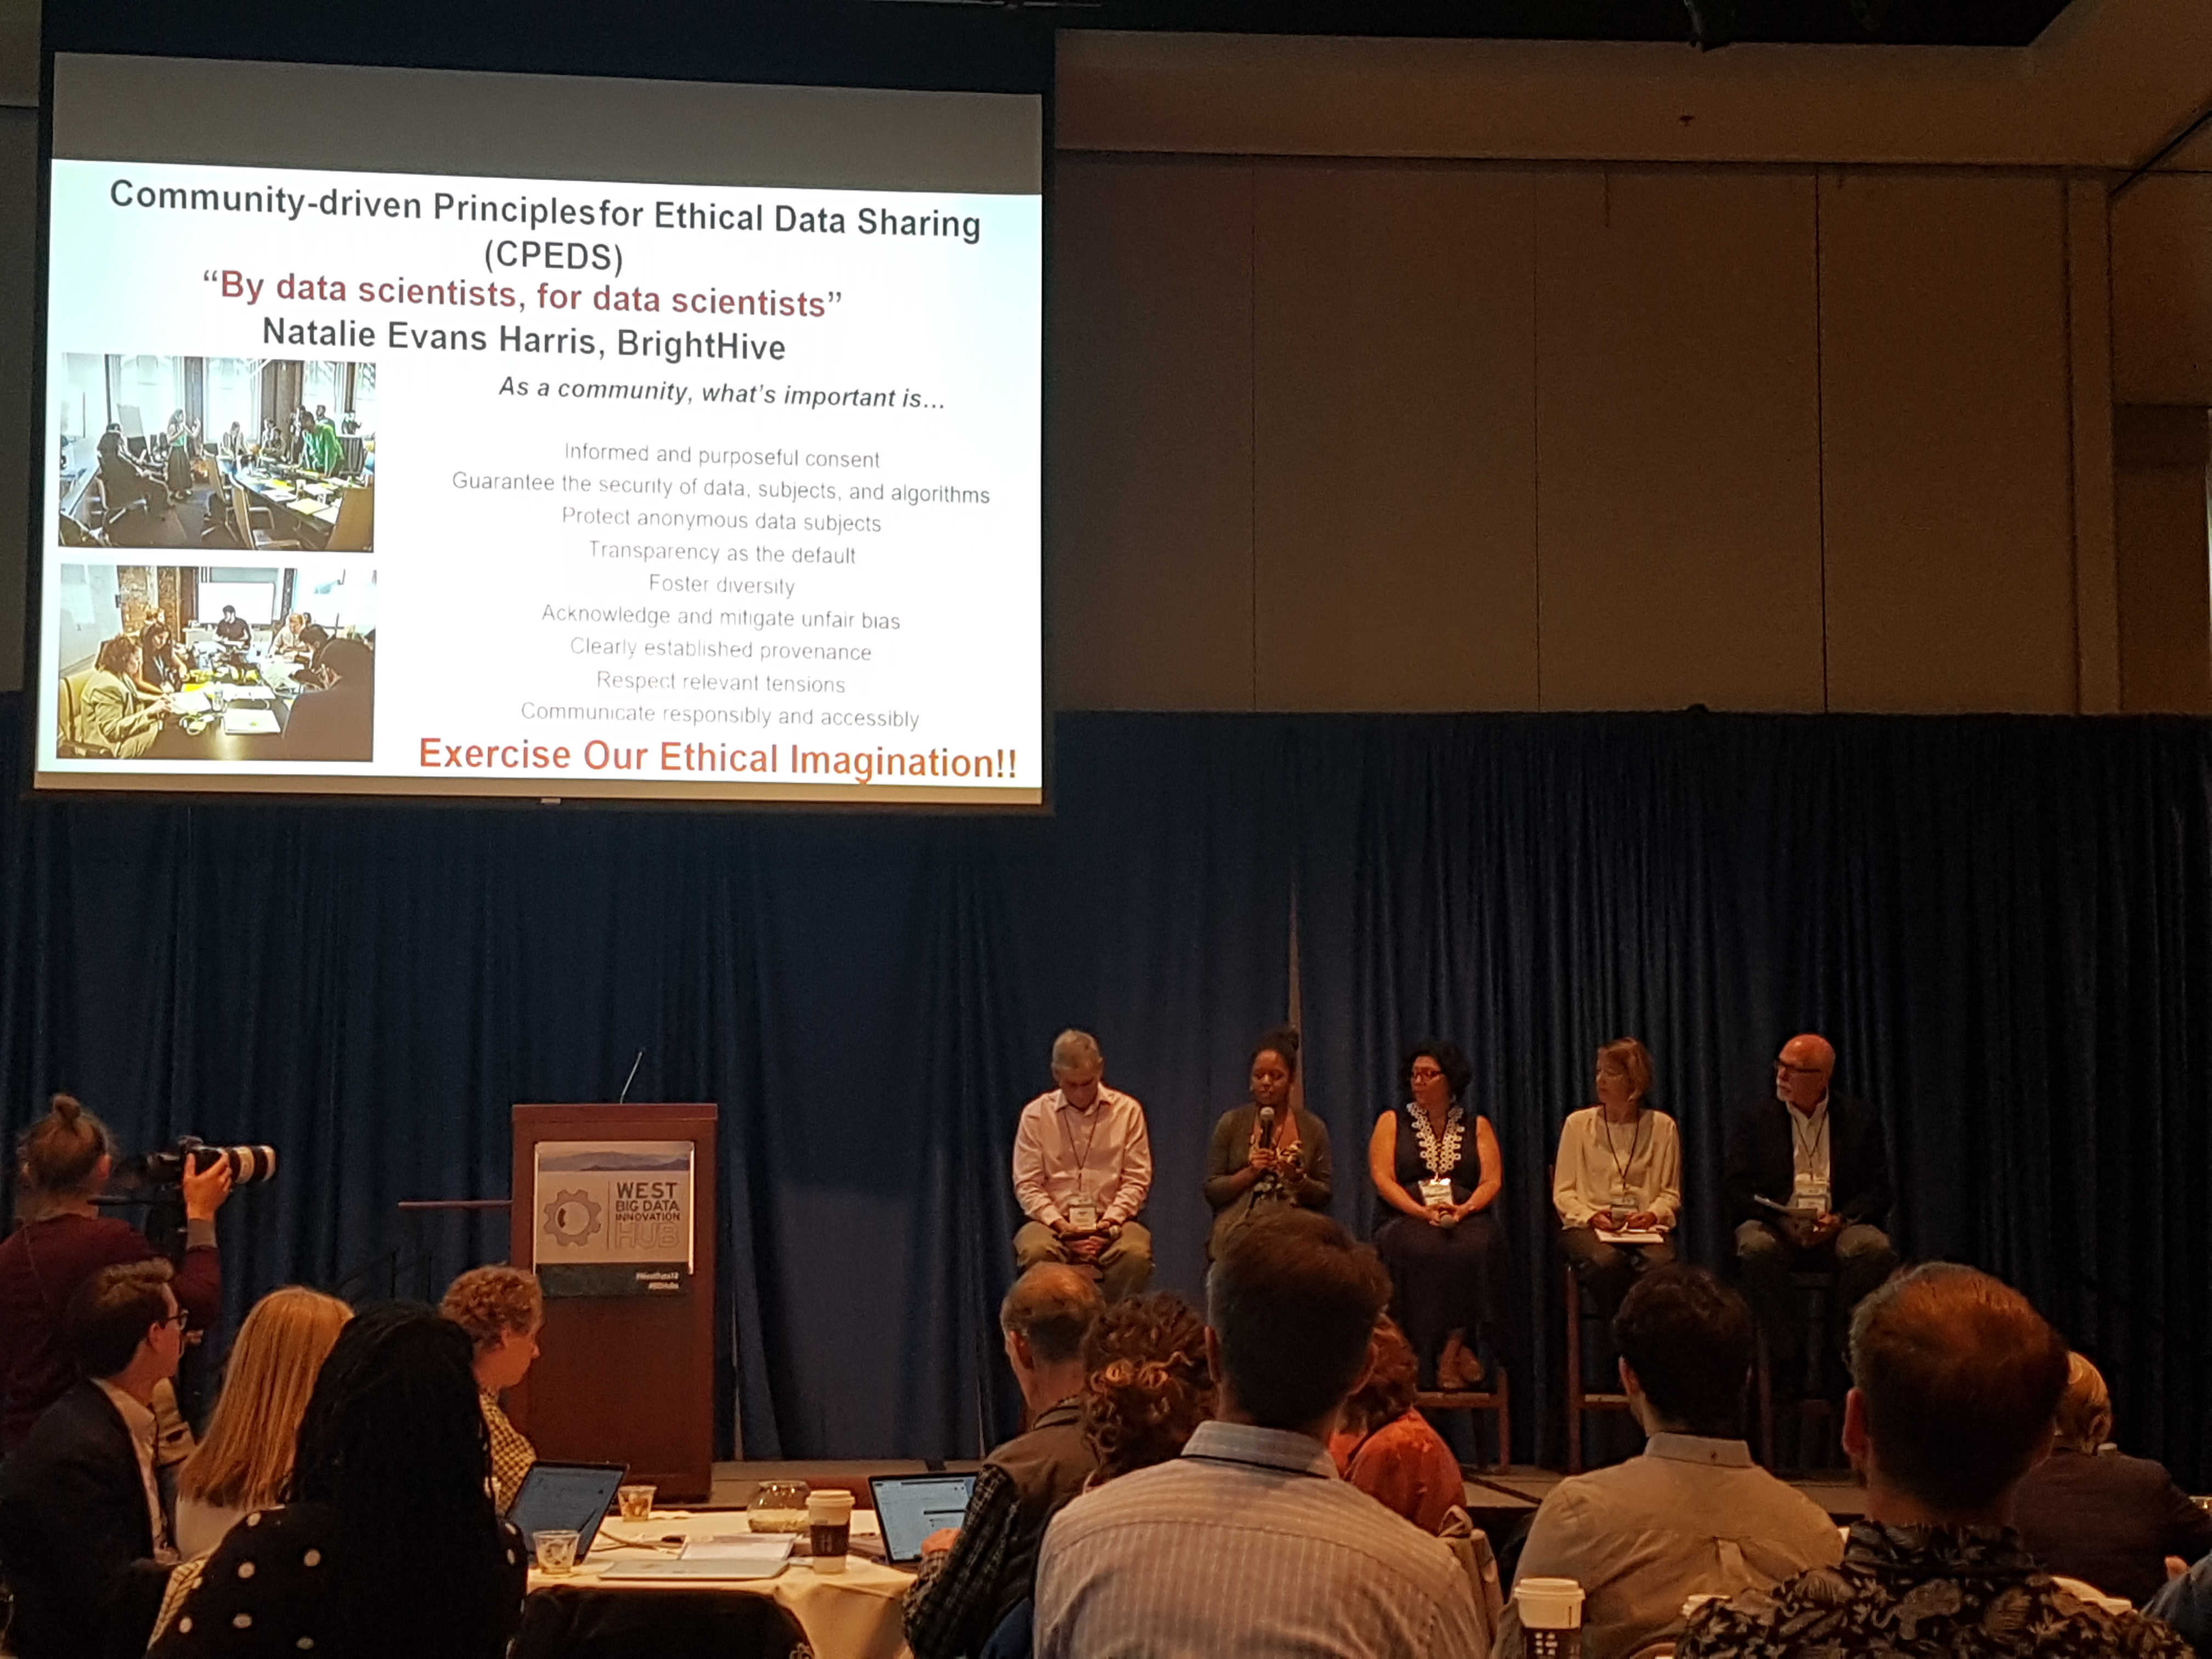 Community-driven Principlesfor Ethical Data Sharing
(CPEDS)
“By data scientists, for data scientists”
Natalie Evans Harris, BrightHive
As a community, what's important is...
Informed and purposeful consent
Guarantee the security of data, subjects, and algorithms
Protect anonymous data subjects
Transparency as the default
Foster diversity
Acknowledge and mitigate unfair bias
Clearly established provenance
Respect relevant tensions
Communicate responsibly and accessibly
Exercise Our Ethical Imagination!!
WEST
BIG DATA
INNOVATION
HUB